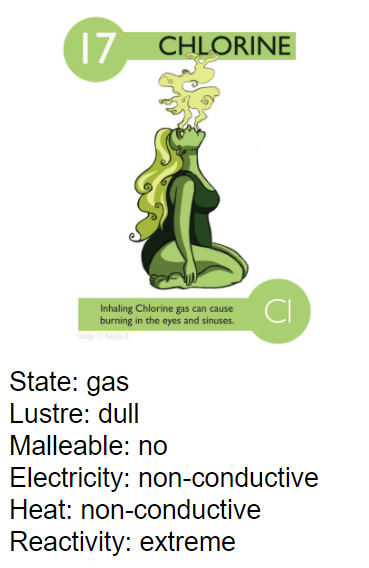 17 CHLORINE
Inhaling Chlorine gas can cause
burning in the eyes and sinuses.
Cl
State: gas
Lustre: dull
Malleable: no
Electricity: non-conductive
Heat: non-conductive
Reactivity: extreme